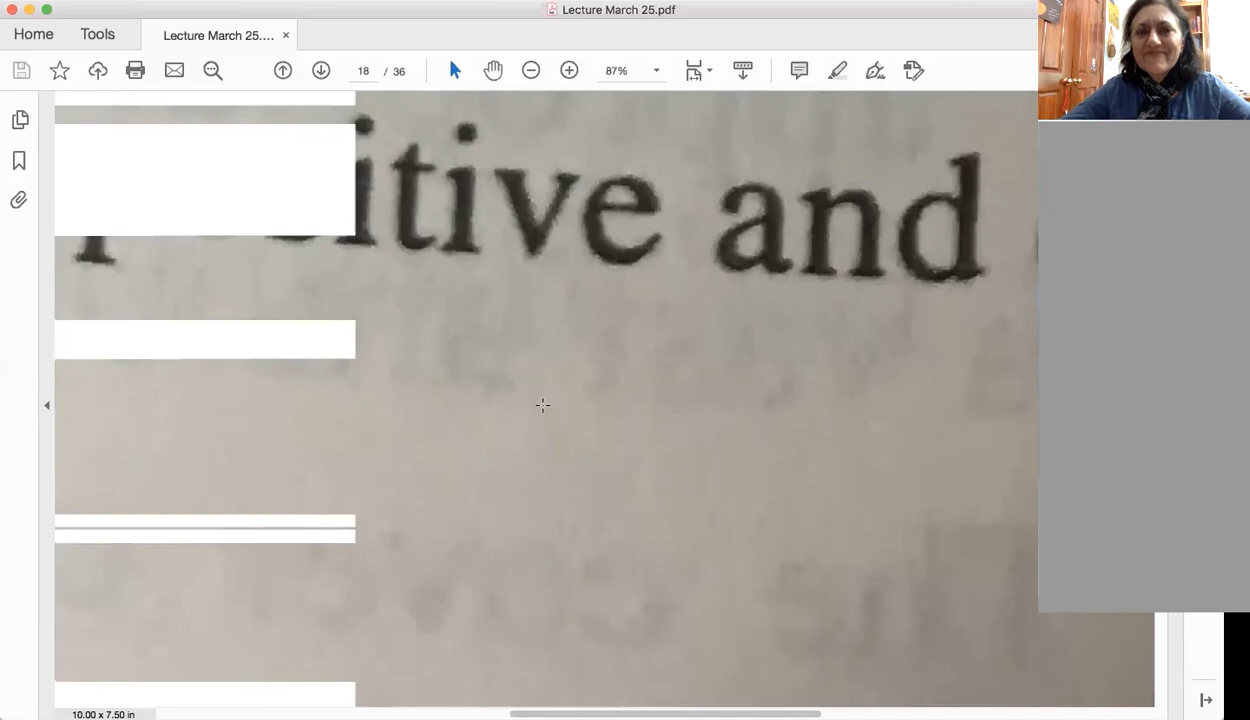 Lecture March 25.pdf
Home
Tools
Lecture March 25....
18 / 36
87%
itive and
10.00 x 7.50 in